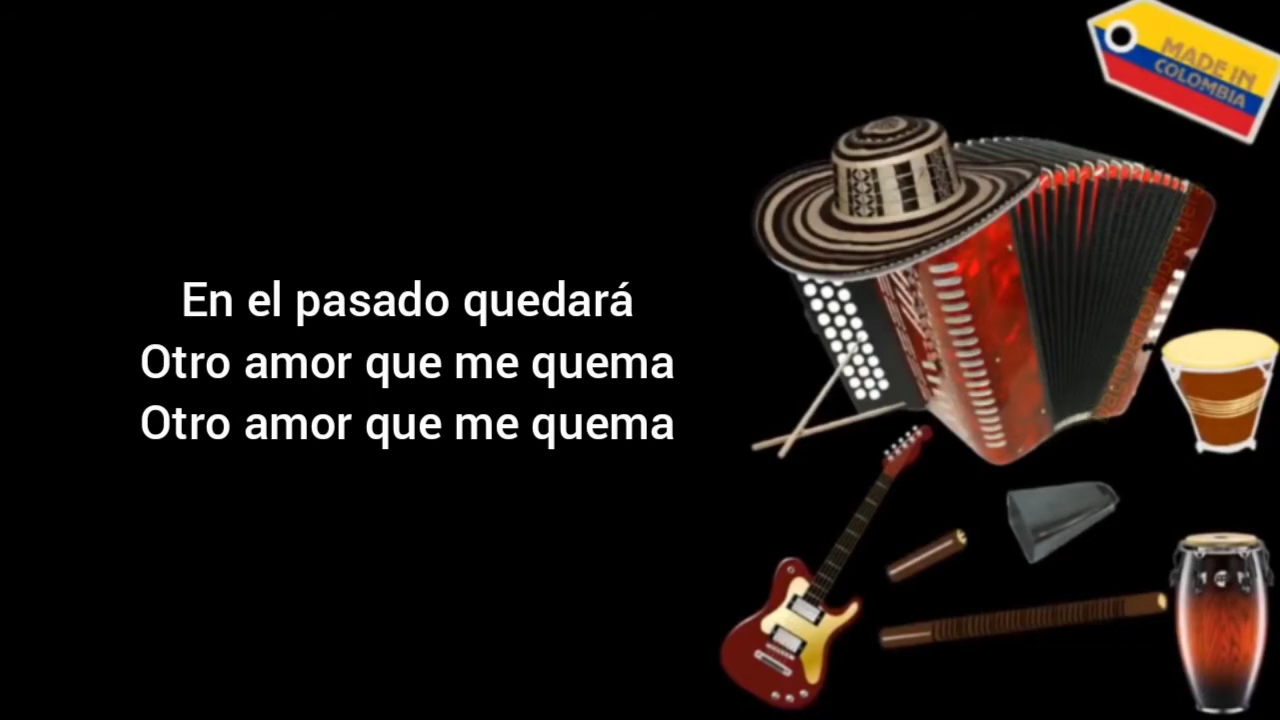 MADE IN
COLOMBIA
En el pasado quedará
Otro amor que me quema
Otro amor que me quema